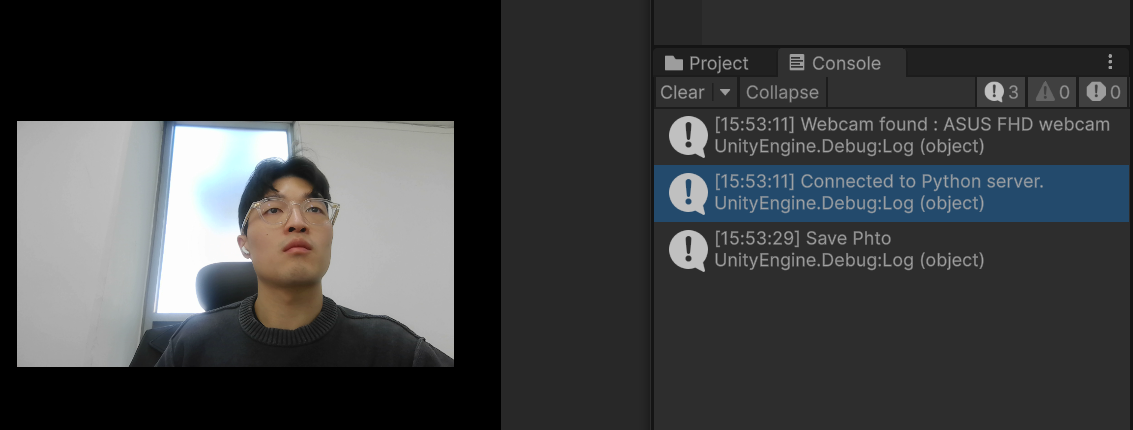 Project
Console
Clear
Collapse
3
0
0
[15:53:11] Webcam found : ASUS FHD webcam
UnityEngine.Debug:Log (object)
[15:53:11] Connected to Python server.
UnityEngine.Debug:Log (object)
[15:53:29] Save Phto
UnityEngine.Debug:Log (object)